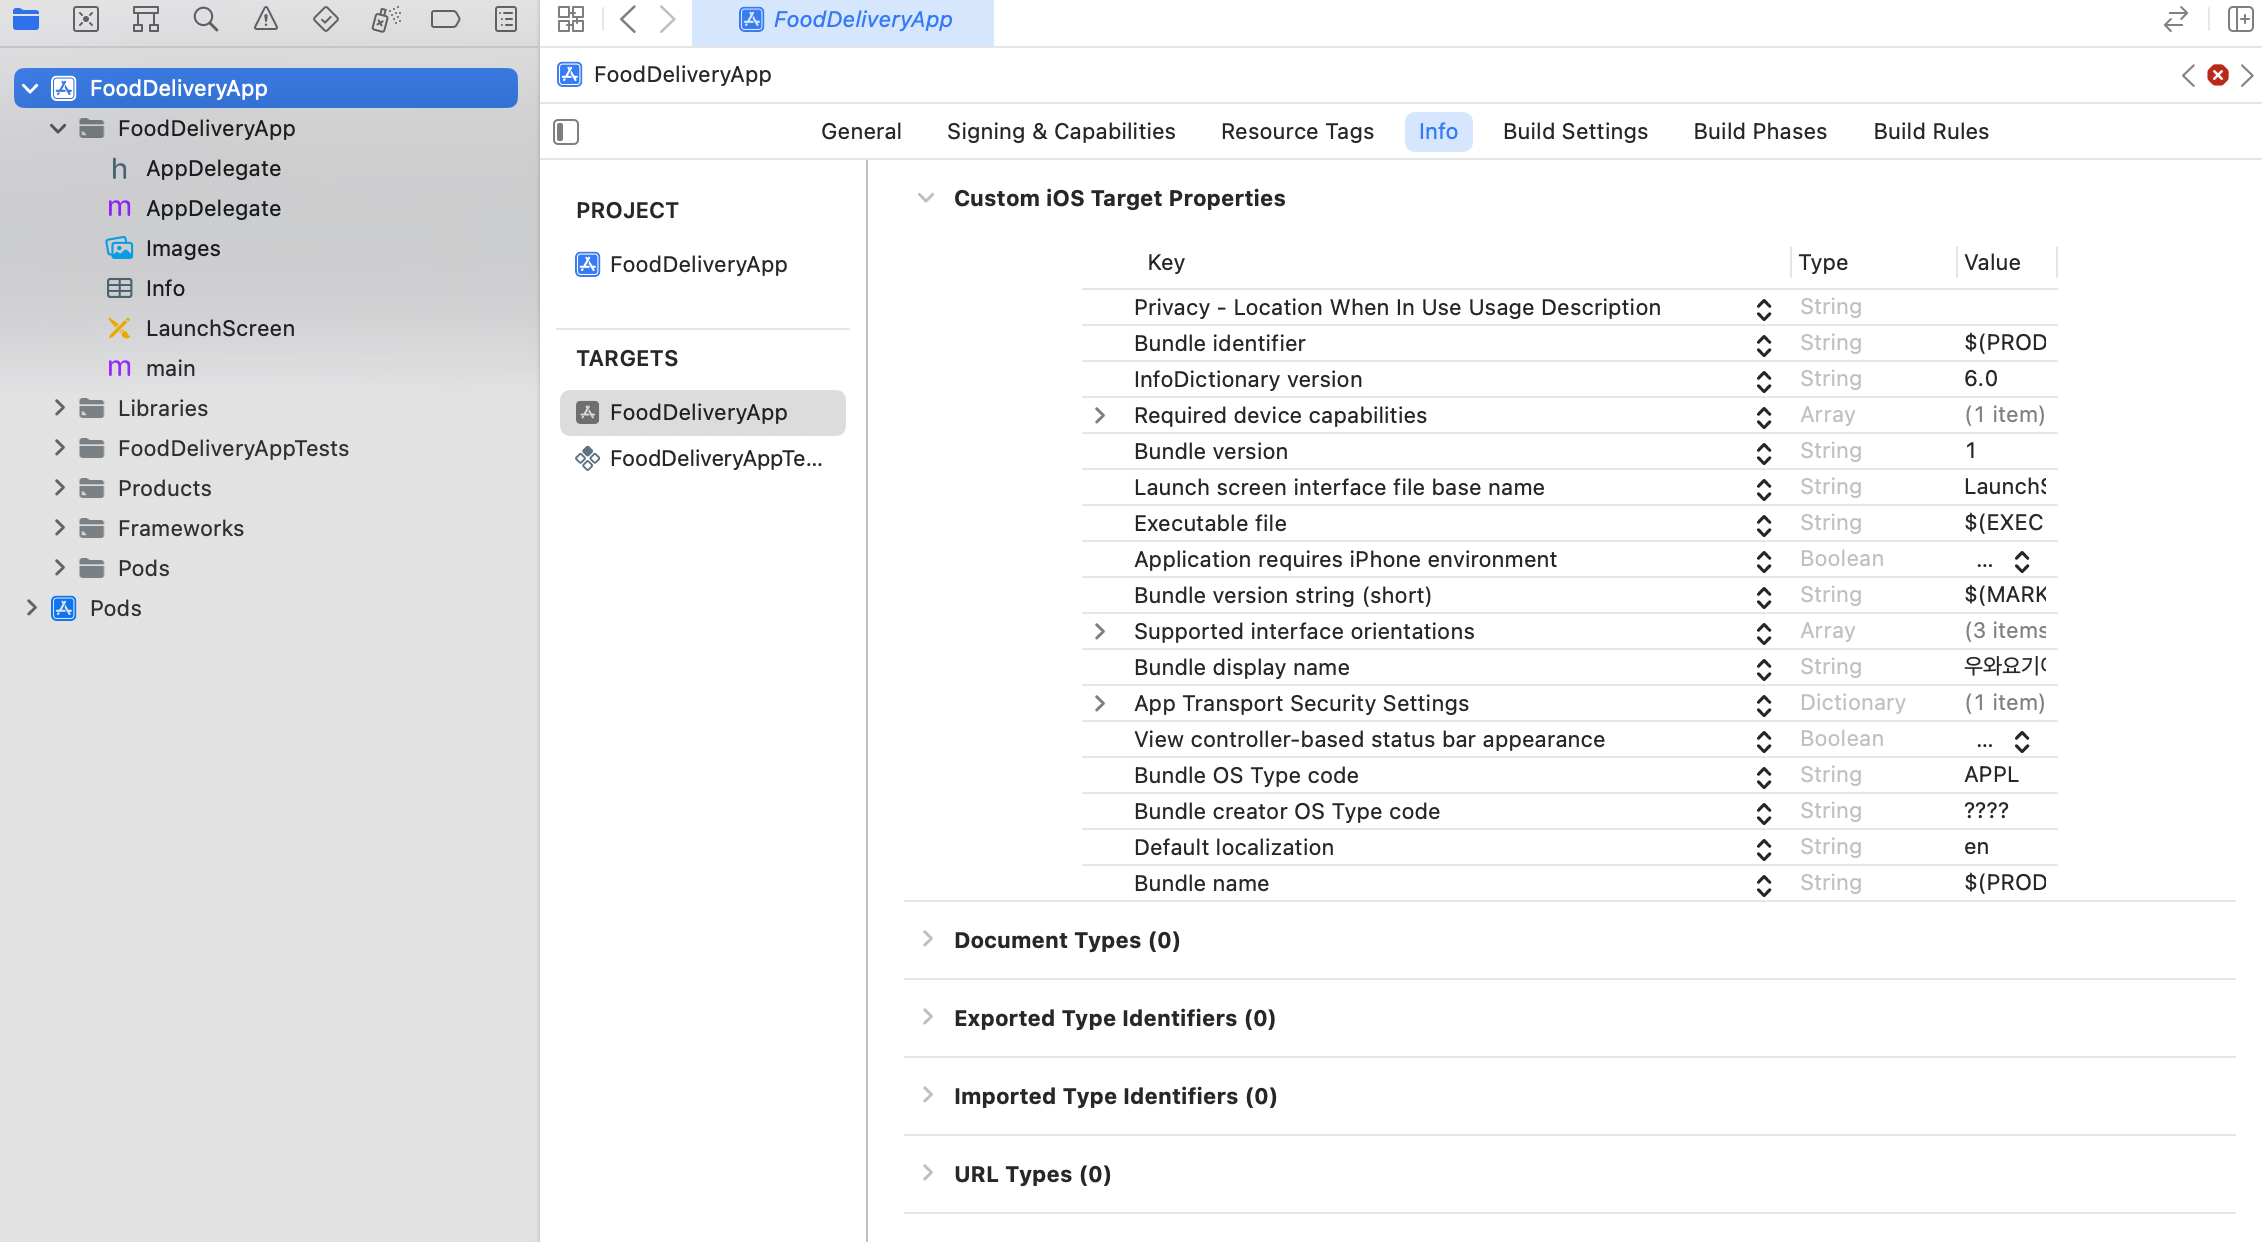 FoodDeliveryApp
FoodDeliveryApp
FoodDeliveryApp
h AppDelegate
m AppDelegate
Images
Info
LaunchScreen
m main
Libraries
FoodDeliveryAppTests
Products
Frameworks
Pods
Pods
FoodDeliveryApp
General Signing & Capabilities Resource Tags Info Build Settings Build Phases Build Rules
PROJECT
FoodDeliveryApp
TARGETS
FoodDeliveryApp
FoodDeliveryAppTe...
Custom iOS Target Properties
Key Type Value
Privacy - Location When In Use Usage Description String
Bundle identifier String $(PROD
InfoDictionary version String 6.0
Required device capabilities Array (1 item)
Bundle version String 1
Launch screen interface file base name String Launch
Executable file String $(EXEC
Application requires iPhone environment Boolean ...
Bundle version string (short) String $(MARK
Supported interface orientations Array (3 items
Bundle display name String 우와요기
App Transport Security Settings Dictionary (1 item)
View controller-based status bar appearance Boolean ...
Bundle OS Type code String APPL
Bundle creator OS Type code String ????
Default localization String en
Bundle name String $(PROD
Document Types (0)
Exported Type Identifiers (0)
Imported Type Identifiers (0)
URL Types (0)